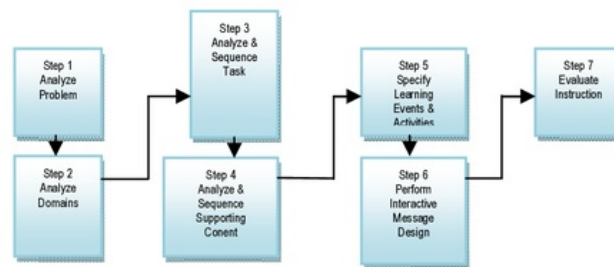 Step 1
Analyze
Problem
Step 2
Analyze
Domains
Step 3
Analyze &
Sequence
Task
Step 4
Analyze &
Sequence
Supporting
Conent
Step 5
Specify
Learning
Events &
Activities
Step 6
Perform
Interactive
Message
Design
Step 7
Evaluate
Instruction